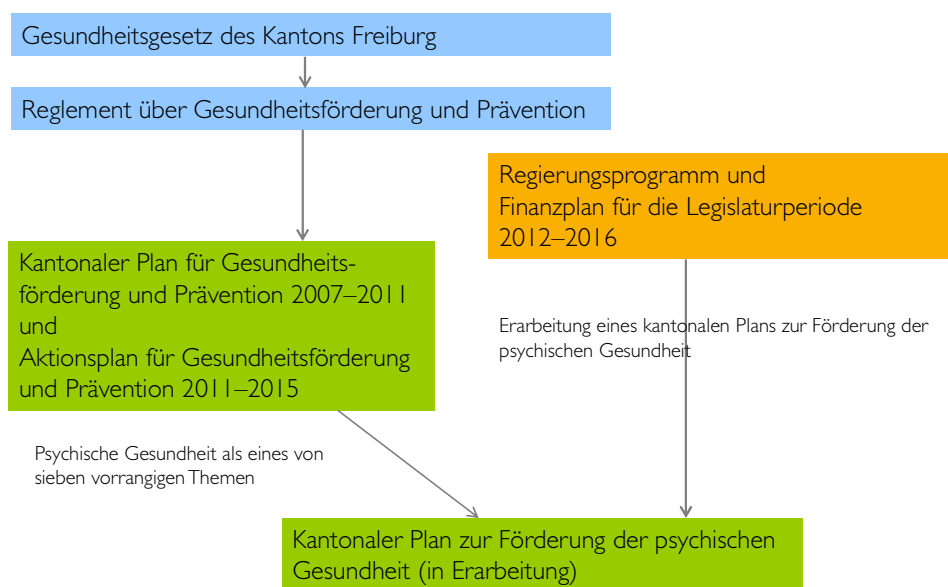 Gesundheitsgesetz des Kantons Freiburg
Reglement über Gesundheitsförderung und Prävention
Regierungsprogramm und
Finanzplan für die Legislaturperiode
2012–2016
Kantonaler Plan für Gesundheits-
förderung und Prävention 2007–2011
und
Aktionsplan für Gesundheitsförderung
und Prävention 2011–2015
Erarbeitung eines kantonalen Plans zur Förderung der
psychischen Gesundheit
Psychische Gesundheit als eines von
sieben vorrangigen Themen
Kantonaler Plan zur Förderung der psychischen
Gesundheit (in Erarbeitung)